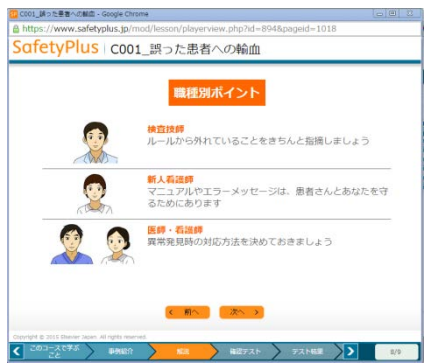 C001_誤った患者への輸血 - Google Chrome
https://www.safetyplus.jp/mod/lesson/playerview.php?id=894&pageid=1018
SafetyPlus | C001_誤った患者への輸血
職種別ポイント
検査技師
ルールから外れていることをきちんと指摘しましょう
新人看護師
マニュアルやエラーメッセージは、患者さんとあなたを守
るためにあります
医師・看護師
異常発見時の対応方法を決めておきましょう
< 前へ 次へ >
Copyright © 2015 Elsevier Japan. All rights reserved.
このコースで学ぶ
こと
事例紹介
解説
確認テスト
テスト結果
8/9